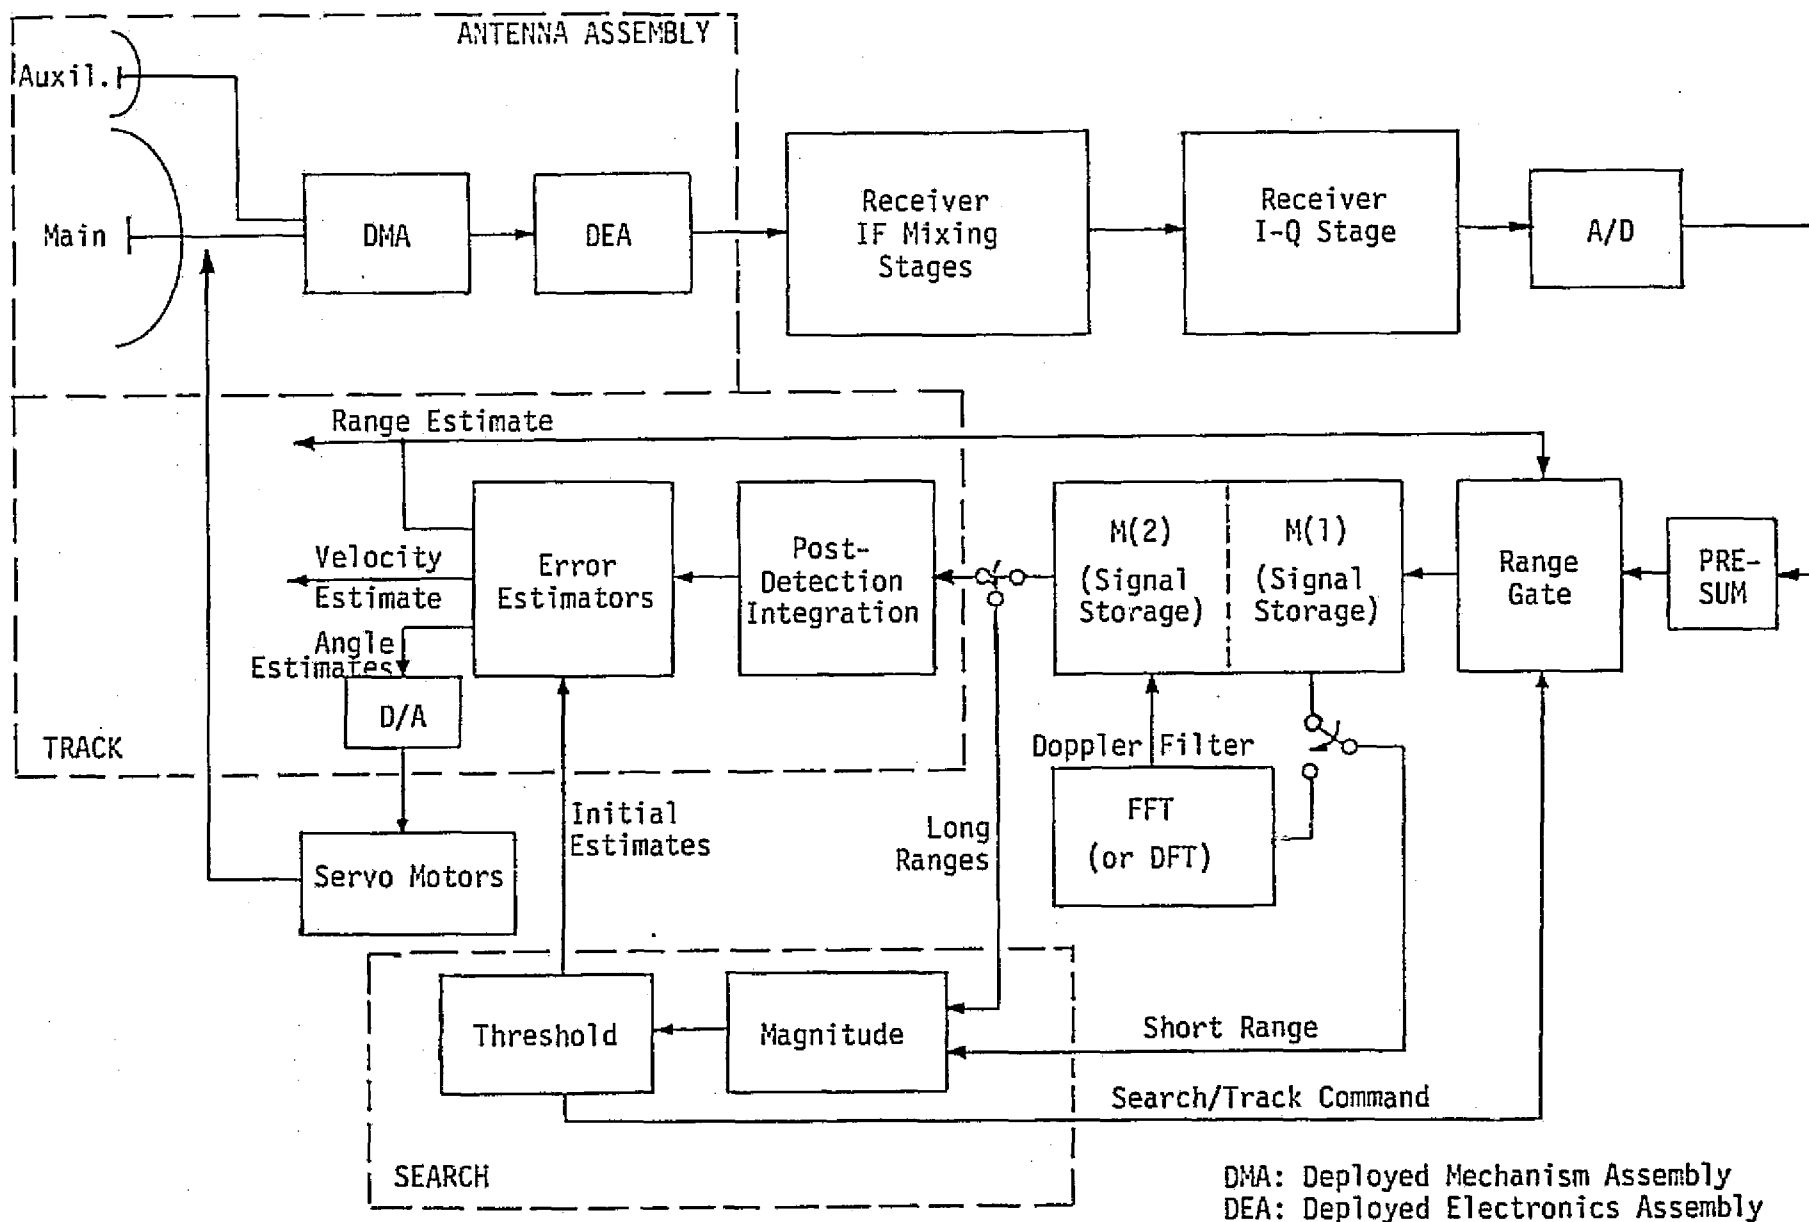 ANTENNA ASSEMBLY
Auxil.
Main
DMA
DEA
Receiver
IF Mixing
Stages
Receiver
I-Q Stage
A/D
Range Estimate
Velocity
Estimate
Angle
Estimates
Error
Estimators
Post-
Detection
Integration
M(2)
(Signal
Storage)
M(1)
(Signal
Storage)
Range
Gate
PRE-
SUM
D/A
TRACK
Doppler Filter
FFT
(or DFT)
Initial
Estimates
Long
Ranges
Servo Motors
Threshold
Magnitude
Short Range
Search/Track Command
SEARCH
DMA: Deployed Mechanism Assembly
DEA: Deployed Electronics Assembly